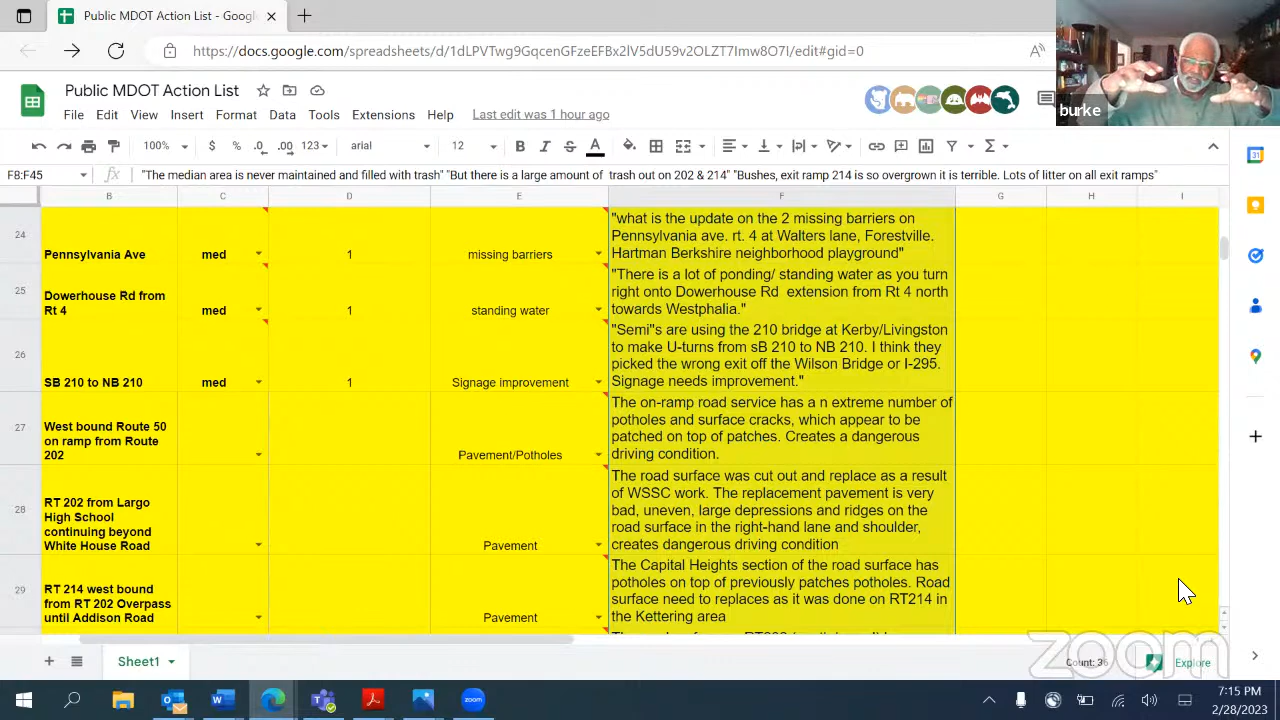 Public MDOT Action List - Googl
https://docs.google.com/spreadsheets/d/1dLPVTwg9GqcenGFzeEFBx2lV5dU59v2OLZT7Imw8O7I/edit#gid=0
burke
Public MDOT Action List
File Edit View Insert Format Data Tools Extensions Help Last edit was 1 hour ago
100% $ % .0 .00 123 arial 12 B I S A
F8:F45 fx "The median area is never maintained and filled with trash" "But there is a large amount of trash out on 202 & 214" "Bushes, exit ramp 214 is so overgrown it is terrible. Lots of litter on all exit ramps"
B C D E F G H I
24
Pennsylvania Ave
med
1
missing barriers
"what is the update on the 2 missing barriers on
Pennsylvania ave. rt. 4 at Walters lane, Forestville.
Hartman Berkshire neighborhood playground"
25
Dowerhouse Rd from
Rt 4
med
1
standing water
"There is a lot of ponding/ standing water as you turn
right onto Dowerhouse Rd extension from Rt 4 north
towards Westphalia."
26
SB 210 to NB 210
med
1
Signage improvement
"Semi"s are using the 210 bridge at Kerby/Livingston
to make U-turns from sB 210 to NB 210. I think they
picked the wrong exit off the Wilson Bridge or I-295.
Signage needs improvement."
27
West bound Route 50
on ramp from Route
202
Pavement/Potholes
The on-ramp road service has a n extreme number of
potholes and surface cracks, which appear to be
patched on top of patches. Creates a dangerous
driving condition.
28
RT 202 from Largo
High School
continuing beyond
White House Road
Pavement
The road surface was cut out and replace as a result
of WSSC work. The replacement pavement is very
bad, uneven, large depressions and ridges on the
road surface in the right-hand lane and shoulder,
creates dangerous driving condition
29
RT 214 west bound
from RT 202 Overpass
until Addison Road
Pavement
The Capital Heights section of the road surface has
potholes on top of previously patches potholes. Road
surface need to replaces as it was done on RT214 in
the Kettering area
Sheet1
Count: 36
Explore
zoom
7:15 PM
2/28/2023